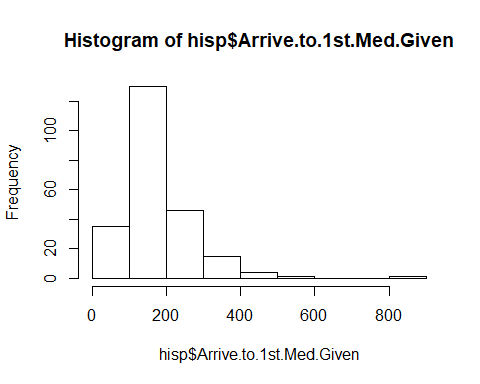 Histogram of hisp$Arrive.to.1st.Med.Given
Frequency
100
60
20
0
0 200 400 600 800
hisp$Arrive.to.1st.Med.Given